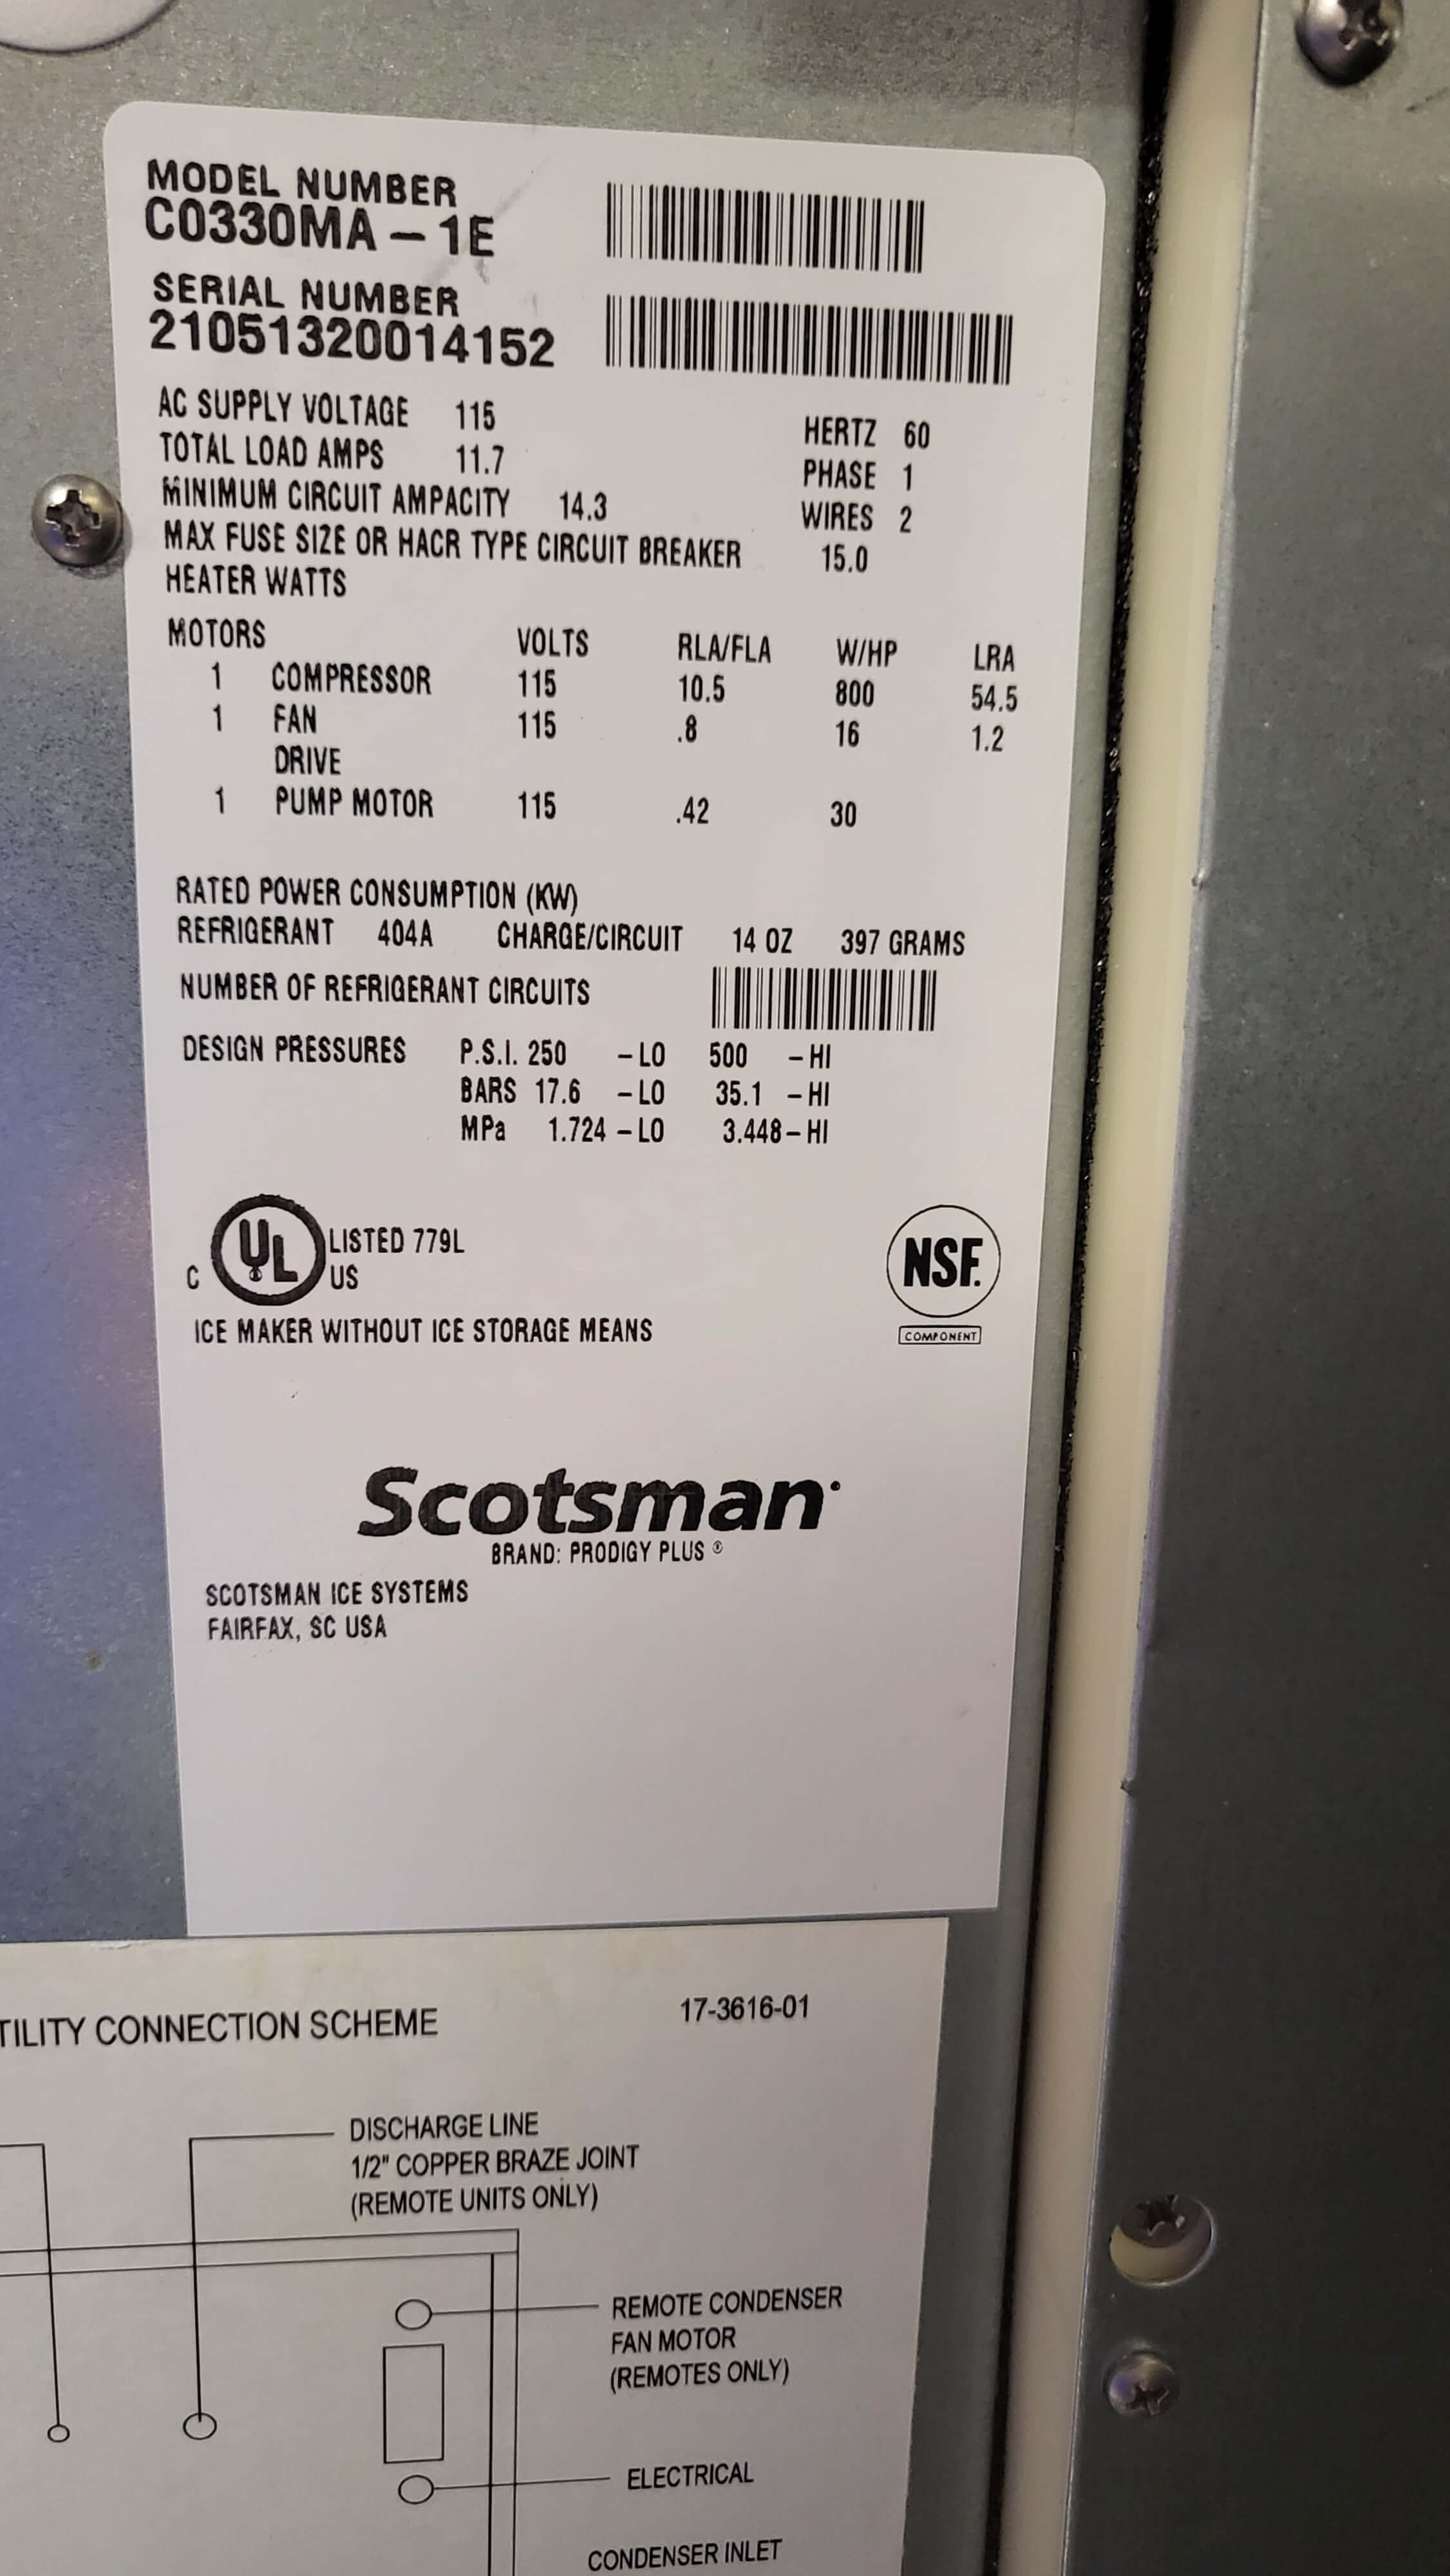 MODEL NUMBER
C0330MA – 1E
SERIAL NUMBER
21051320014152
AC SUPPLY VOLTAGE 115 HERTZ 60
TOTAL LOAD AMPS 11.7 PHASE 1
MINIMUM CIRCUIT AMPACITY 14.3 WIRES 2
MAX FUSE SIZE OR HACR TYPE CIRCUIT BREAKER 15.0
HEATER WATTS
MOTORS VOLTS RLA/FLA W/HP LRA
1 COMPRESSOR 115 10.5 800 54.5
1 FAN 115 .8 16 1.2
DRIVE
1 PUMP MOTOR 115 .42 30
RATED POWER CONSUMPTION (KW)
REFRIGERANT 404A CHARGE/CIRCUIT 14 OZ 397 GRAMS
NUMBER OF REFRIGERANT CIRCUITS
DESIGN PRESSURES P.S.I. 250 – LO 500 – HI
BARS 17.6 – LO 35.1 – HI
MPa 1.724 – LO 3.448 – HI
C UL LISTED 779L
US
NSF.
COMPONENT
ICE MAKER WITHOUT ICE STORAGE MEANS
Scotsman
BRAND: PRODIGY PLUS ®
SCOTSMAN ICE SYSTEMS
FAIRFAX, SC USA
TILITY CONNECTION SCHEME 17-3616-01
DISCHARGE LINE
1/2" COPPER BRAZE JOINT
(REMOTE UNITS ONLY)
REMOTE CONDENSER
FAN MOTOR
(REMOTES ONLY)
ELECTRICAL
CONDENSER INLET